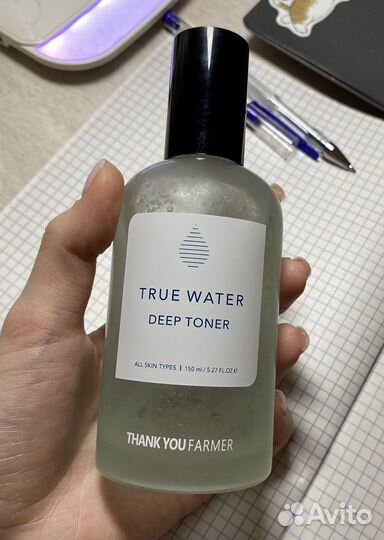 TRUE WATER
DEEP TONER
ALL SKIN TYPES | 150 ml / 5.27 FL.OZ ℮
THANK YOU FARMER
Avito